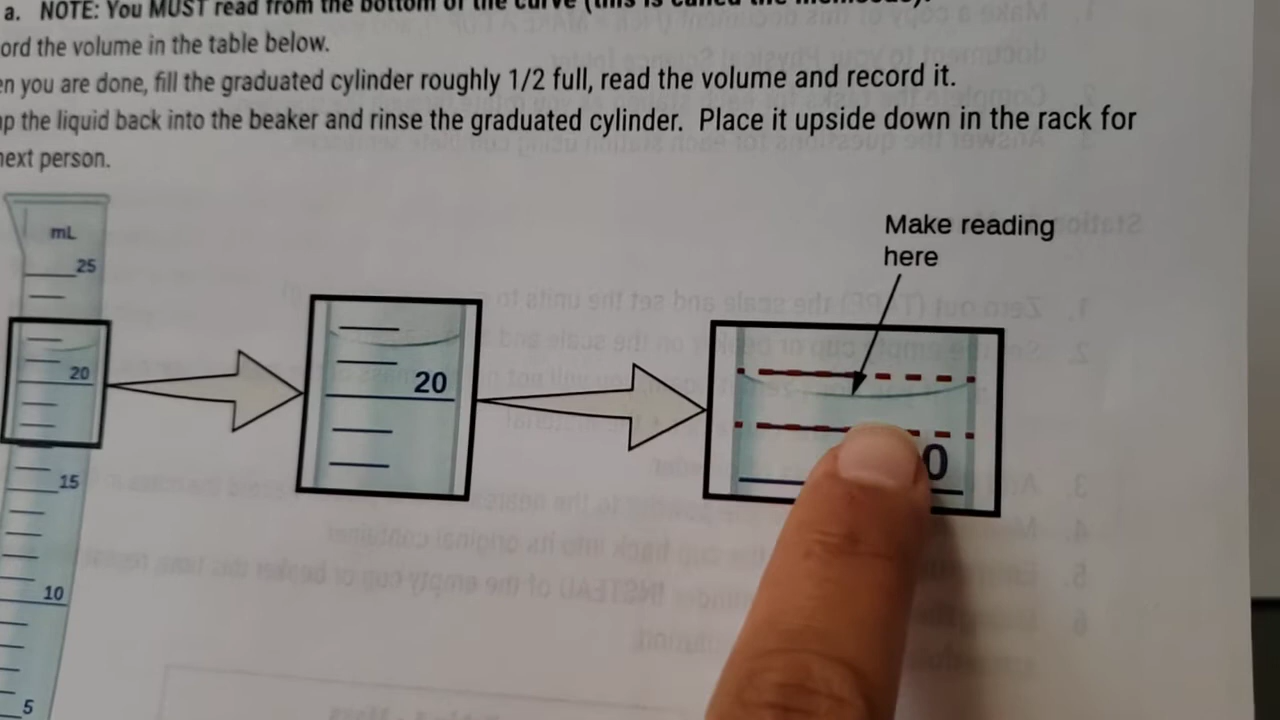 a. NOTE: You MUST read from the bottom of the curve (this is called the
ord the volume in the table below.
en you are done, fill the graduated cylinder roughly 1/2 full, read the volume and record it.
p the liquid back into the beaker and rinse the graduated cylinder. Place it upside down in the rack for
next person.
Make reading
here
mL
25
20
15
10
5
20
0